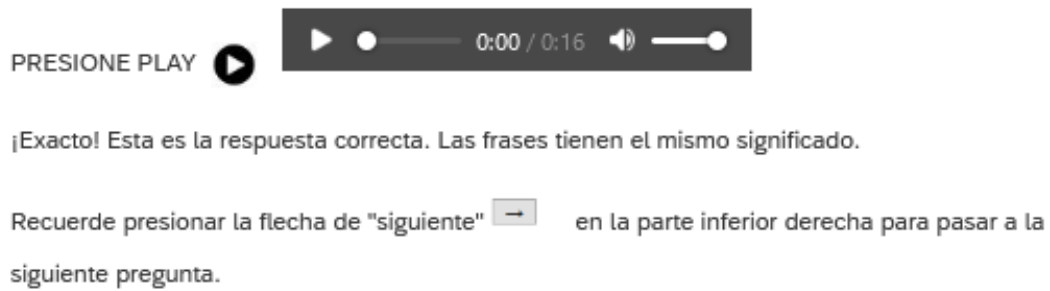 PRESIONE PLAY 0:00 / 0:16
¡Exacto! Esta es la respuesta correcta. Las frases tienen el mismo significado.
Recuerde presionar la flecha de "siguiente" → en la parte inferior derecha para pasar a la
siguiente pregunta.